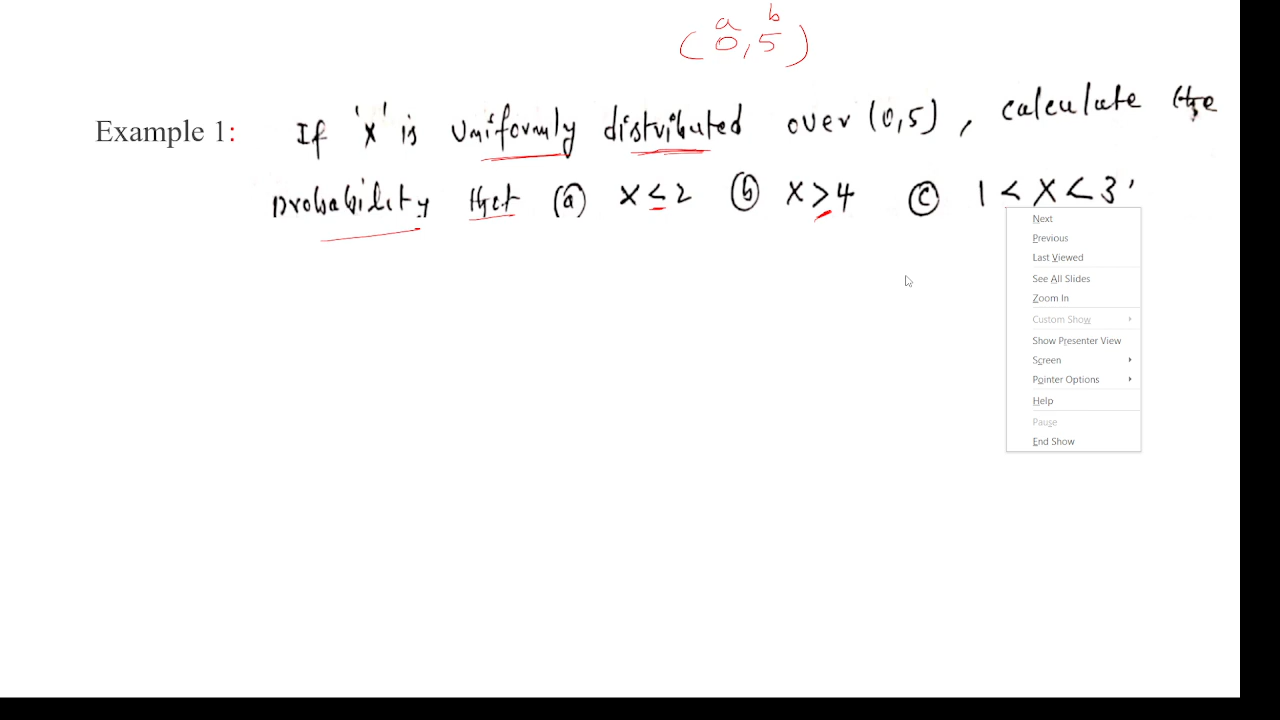 a b
(0,5)
Example 1: If 'x' is uniformly distributed over (0,5), calculate the
probability that (a) x ≤ 2 (b) x > 4 (c) 1 < x < 3'
Next
Previous
Last Viewed
See All Slides
Zoom In
Custom Show
Show Presenter View
Screen
Pointer Options
Help
Pause
End Show